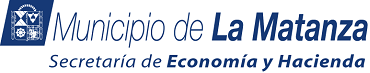 Municipio de La Matanza
Secretaría de Economía y Hacienda